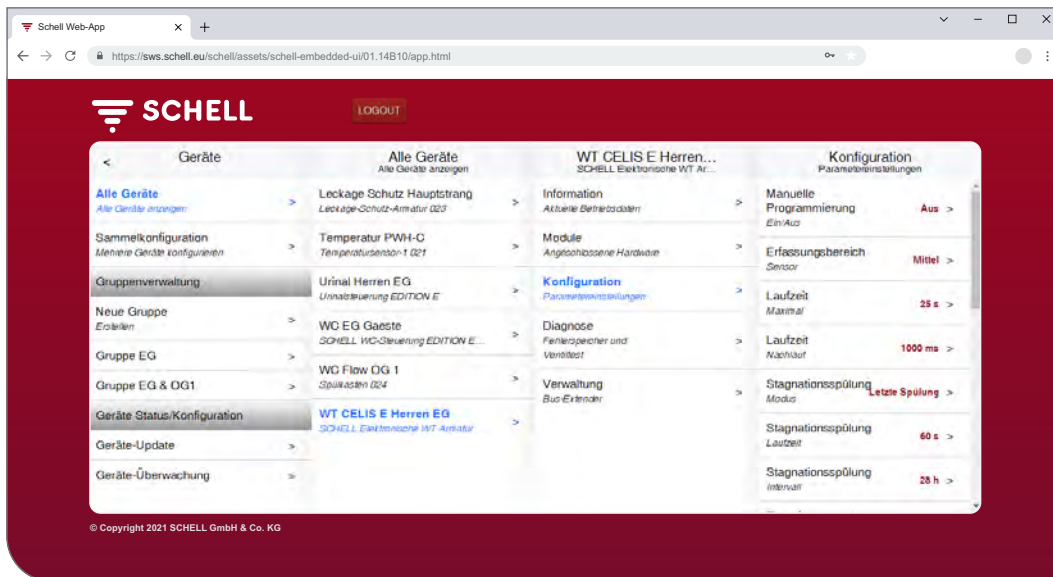 Schell Web-App
https://sws.schell.eu/schell/assets/schell-embedded-ui/01.14B10/app.html
SCHELL
LOGOUT
< Geräte
Alle Geräte >
Alle Geräte anzeigen
Sammelkonfiguration >
Mehrere Geräte konfigurieren
Gruppenverwaltung
Neue Gruppe >
Erstellen
Gruppe EG >
Gruppe EG & OG1 >
Geräte Status/Konfiguration
Geräte-Update >
Geräte-Überwachung >
Alle Geräte
Alle Geräte anzeigen
Leckage Schutz Hauptstrang >
Leckage-Schutz-Armatur 023
Temperatur PWH-C >
Temperatursensor-1 021
Urinal Herren EG >
Urinalsteuerung EDITION E
WC EG Gaeste >
SCHELL WC-Steuerung EDITION E...
WC Flow OG 1 >
Spülkasten 024
WT CELIS E Herren EG >
SCHELL Elektronische WT Armatur
WT CELIS E Herren...
SCHELL Elektronische WT Ar...
Information >
Aktuelle Betriebsdaten
Module >
Angeschlossene Hardware
Konfiguration >
Parametereinstellungen
Diagnose >
Fehlerspeicher und
Ventiltest
Verwaltung >
Bus-Extender
Konfiguration
Parametereinstellungen
Manuelle
Programmierung Aus >
Ein/Aus
Erfassungsbereich Mittel >
Sensor
Laufzeit 25 s >
Maximal
Laufzeit 1000 ms >
Nachlauf
Stagnationsspülung Letzte Spülung >
Modus
Stagnationsspülung 60 s >
Laufzeit
Stagnationsspülung 28 h >
Intervall
© Copyright 2021 SCHELL GmbH & Co. KG